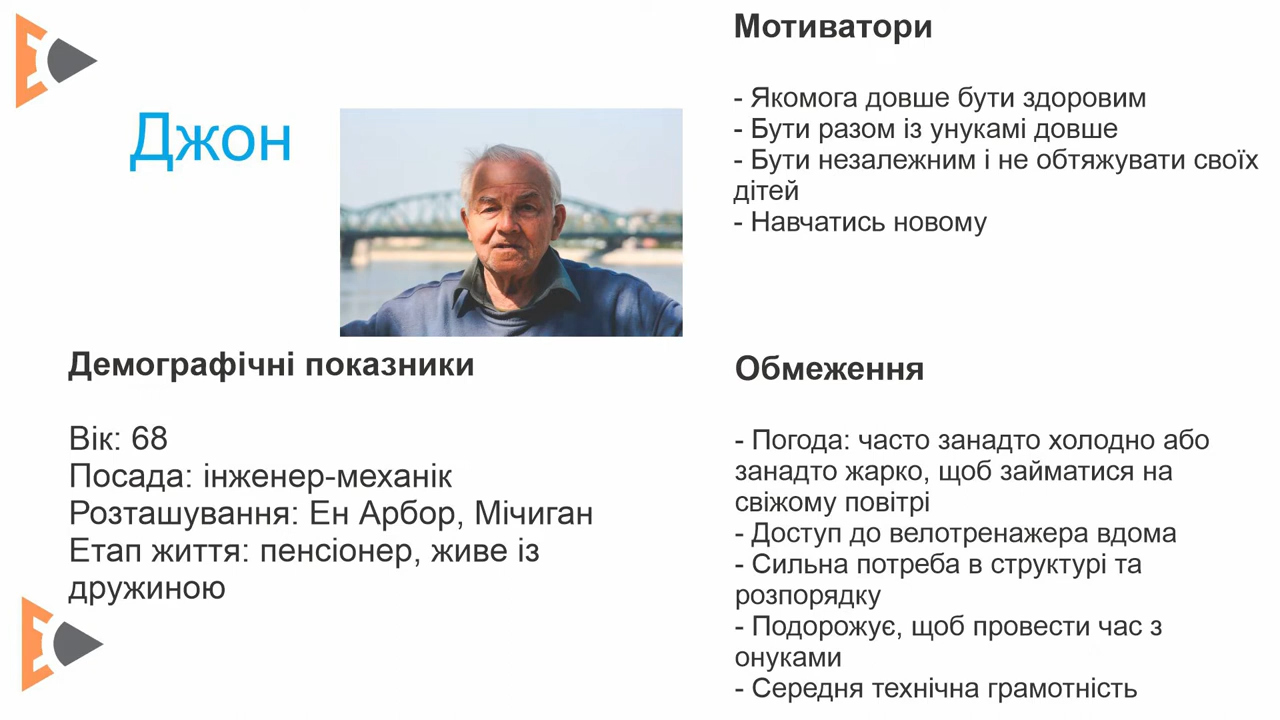 Джон
Демографічні показники
Вік: 68
Посада: інженер-механік
Розташування: Ен Арбор, Мічиган
Етап життя: пенсіонер, живе із
дружиною
Мотиватори
- Якомога довше бути здоровим
- Бути разом із унукамі довше
- Бути незалежним і не обтяжувати своїх
дітей
- Навчатись новому
Обмеження
- Погода: часто занадто холодно або
занадто жарко, щоб займатися на
свіжому повітрі
- Доступ до велотренажера вдома
- Сильна потреба в структурі та
розпорядку
- Подорожує, щоб провести час з
онуками
- Середня технічна грамотність